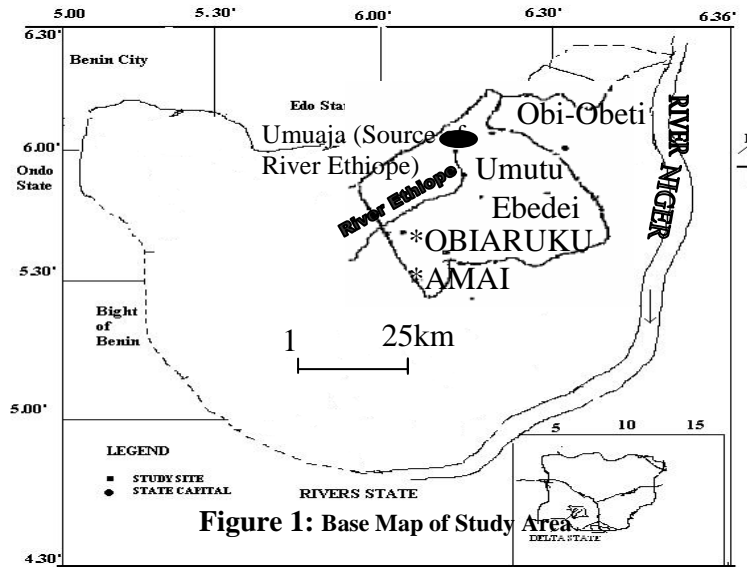 5.00 5.30' 6.00' 6.30' 6.36'
6.30'
Benin City
Edo Stat
Obi-Obeti
RIVER NIGER
Umuaja (Source of
River Ethiope)
6.00'
Ondo
State
Umutu
River Ethiope
Ebedei
*OBIARUKU
*AMAI
5.30'
Bight
of
Benin
1 25km
5.00'
5 10 15
LEGEND
STUDY SITE
STATE CAPITAL
RIVERS STATE
Figure 1: Base Map of Study Area
DELTA STATE
4.30'